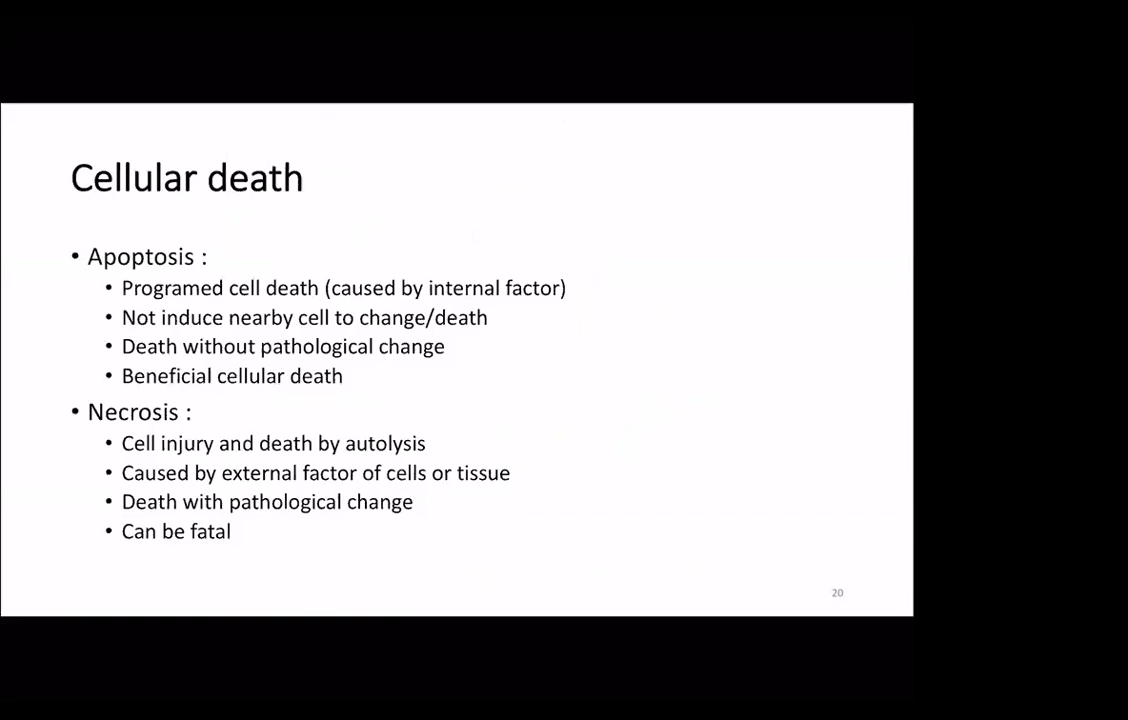 Cellular death
• Apoptosis :
• Programed cell death (caused by internal factor)
• Not induce nearby cell to change/death
• Death without pathological change
• Beneficial cellular death
• Necrosis :
• Cell injury and death by autolysis
• Caused by external factor of cells or tissue
• Death with pathological change
• Can be fatal
20